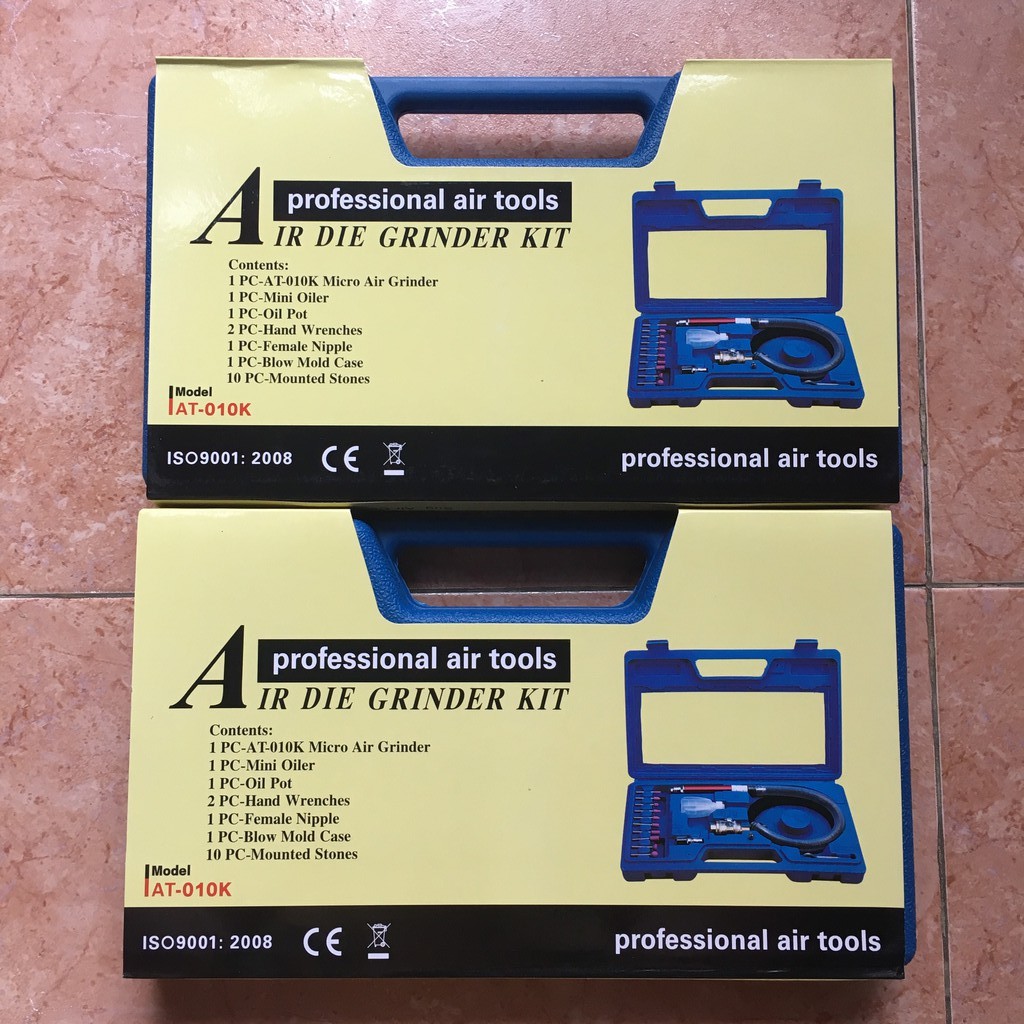 professional air tools
AIR DIE GRINDER KIT
Contents:
1 PC-AT-010K Micro Air Grinder
1 PC-Mini Oiler
1 PC-Oil Pot
2 PC-Hand Wrenches
1 PC-Female Nipple
1 PC-Blow Mold Case
10 PC-Mounted Stones
Model
AT-010K
ISO9001: 2008 CE professional air tools
professional air tools
AIR DIE GRINDER KIT
Contents:
1 PC-AT-010K Micro Air Grinder
1 PC-Mini Oiler
1 PC-Oil Pot
2 PC-Hand Wrenches
1 PC-Female Nipple
1 PC-Blow Mold Case
10 PC-Mounted Stones
Model
AT-010K
ISO9001: 2008 CE professional air tools